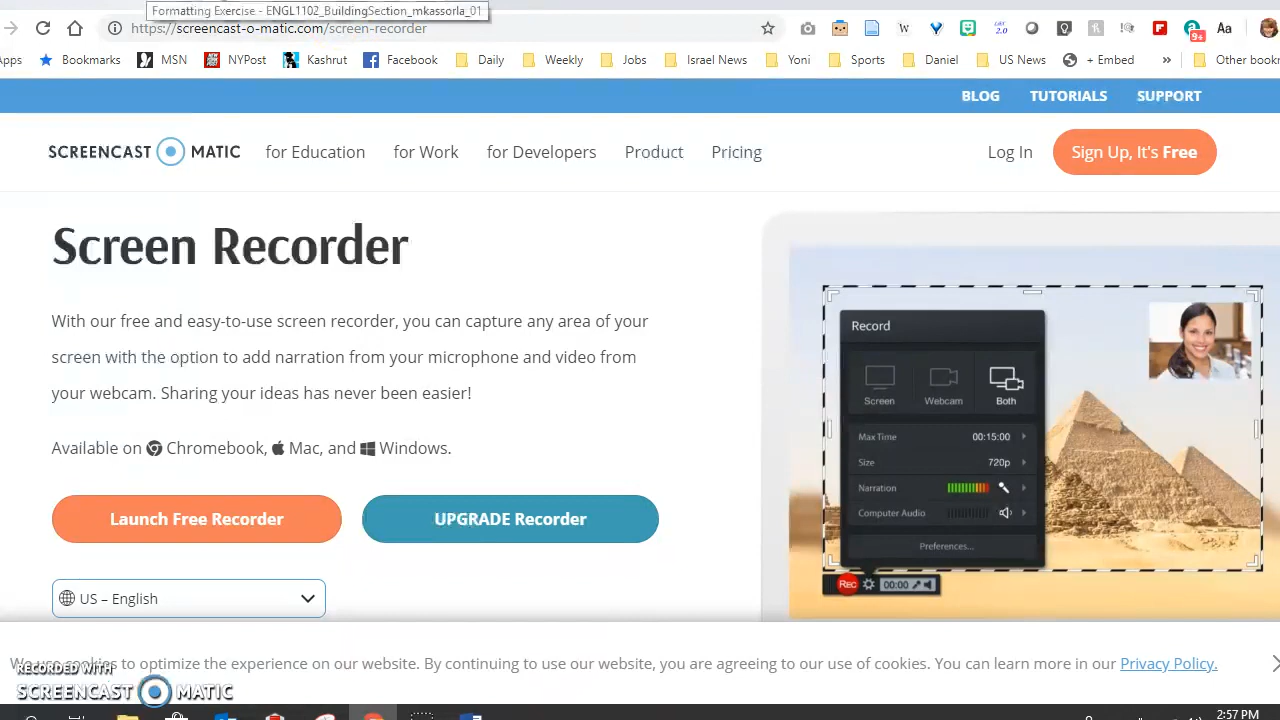 Formatting Exercise - ENGL1102_BuildingSection_mkassorla_01
https://screencast-o-matic.com/screen-recorder
9+
Aa
Apps Bookmarks MSN NYPost Kashrut Facebook Daily Weekly Jobs Israel News Yoni Sports Daniel US News + Embed » Other bookm
BLOG TUTORIALS SUPPORT
SCREENCAST MATIC for Education for Work for Developers Product Pricing Log In Sign Up, It's Free
Screen Recorder
With our free and easy-to-use screen recorder, you can capture any area of your
screen with the option to add narration from your microphone and video from
your webcam. Sharing your ideas has never been easier!
Available on Chromebook, Mac, and Windows.
Launch Free Recorder UPGRADE Recorder
US – English
Record
Screen Webcam Both
Max Time 00:15:00
Size 720p
Narration
Computer Audio
Preferences...
Rec 00:00
cookies to optimize the experience on our website. By continuing to use our website, you are agreeing to our use of cookies. You can learn more in our Privacy Policy.
RECORDED WITH
SCREENCAST MATIC
2:57 PM